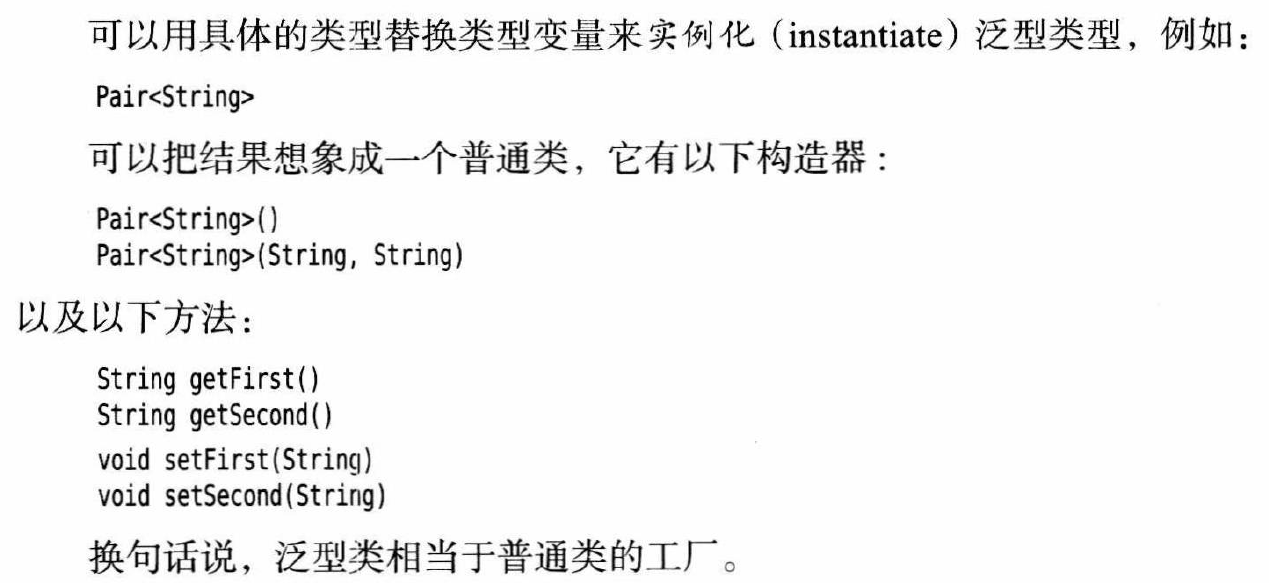 可以用具体的类型替换类型变量来实例化（instantiate）泛型类型，例如：
Pair<String>
可以把结果想象成一个普通类，它有以下构造器：
Pair<String>()
Pair<String>(String, String)
以及以下方法：
String getFirst()
String getSecond()
void setFirst(String)
void setSecond(String)
换句话说，泛型类相当于普通类的工厂。